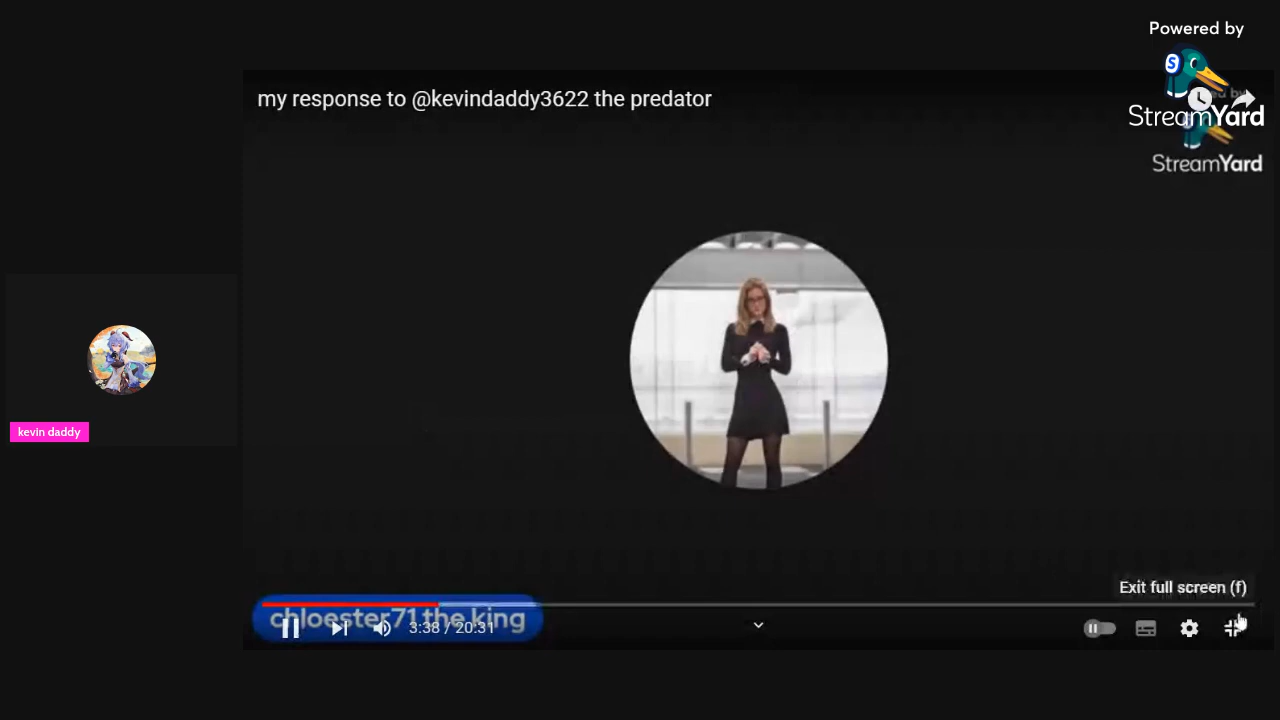 Powered by
StreamYard
StreamYard
my response to @kevindaddy3622 the predator
kevin daddy
Exit full screen (f)
chloester71 the king
3:38 / 20:31